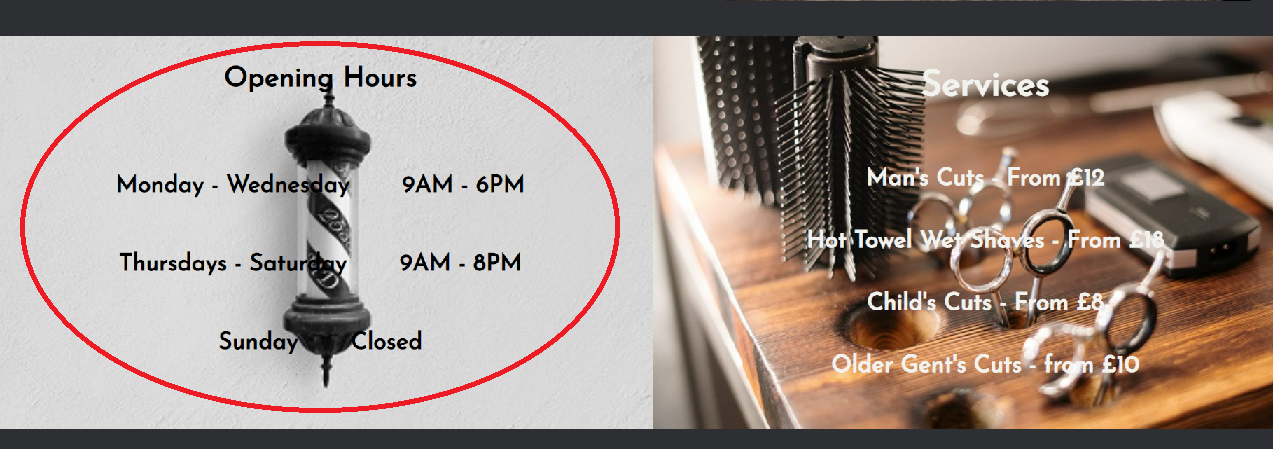 Opening Hours
Monday - Wednesday 9AM - 6PM
Thursdays - Saturday 9AM - 8PM
Sunday Closed
Services
Man's Cuts - From £12
Hot Towel Wet Shaves - From £18
Child's Cuts - From £8
Older Gent's Cuts - from £10